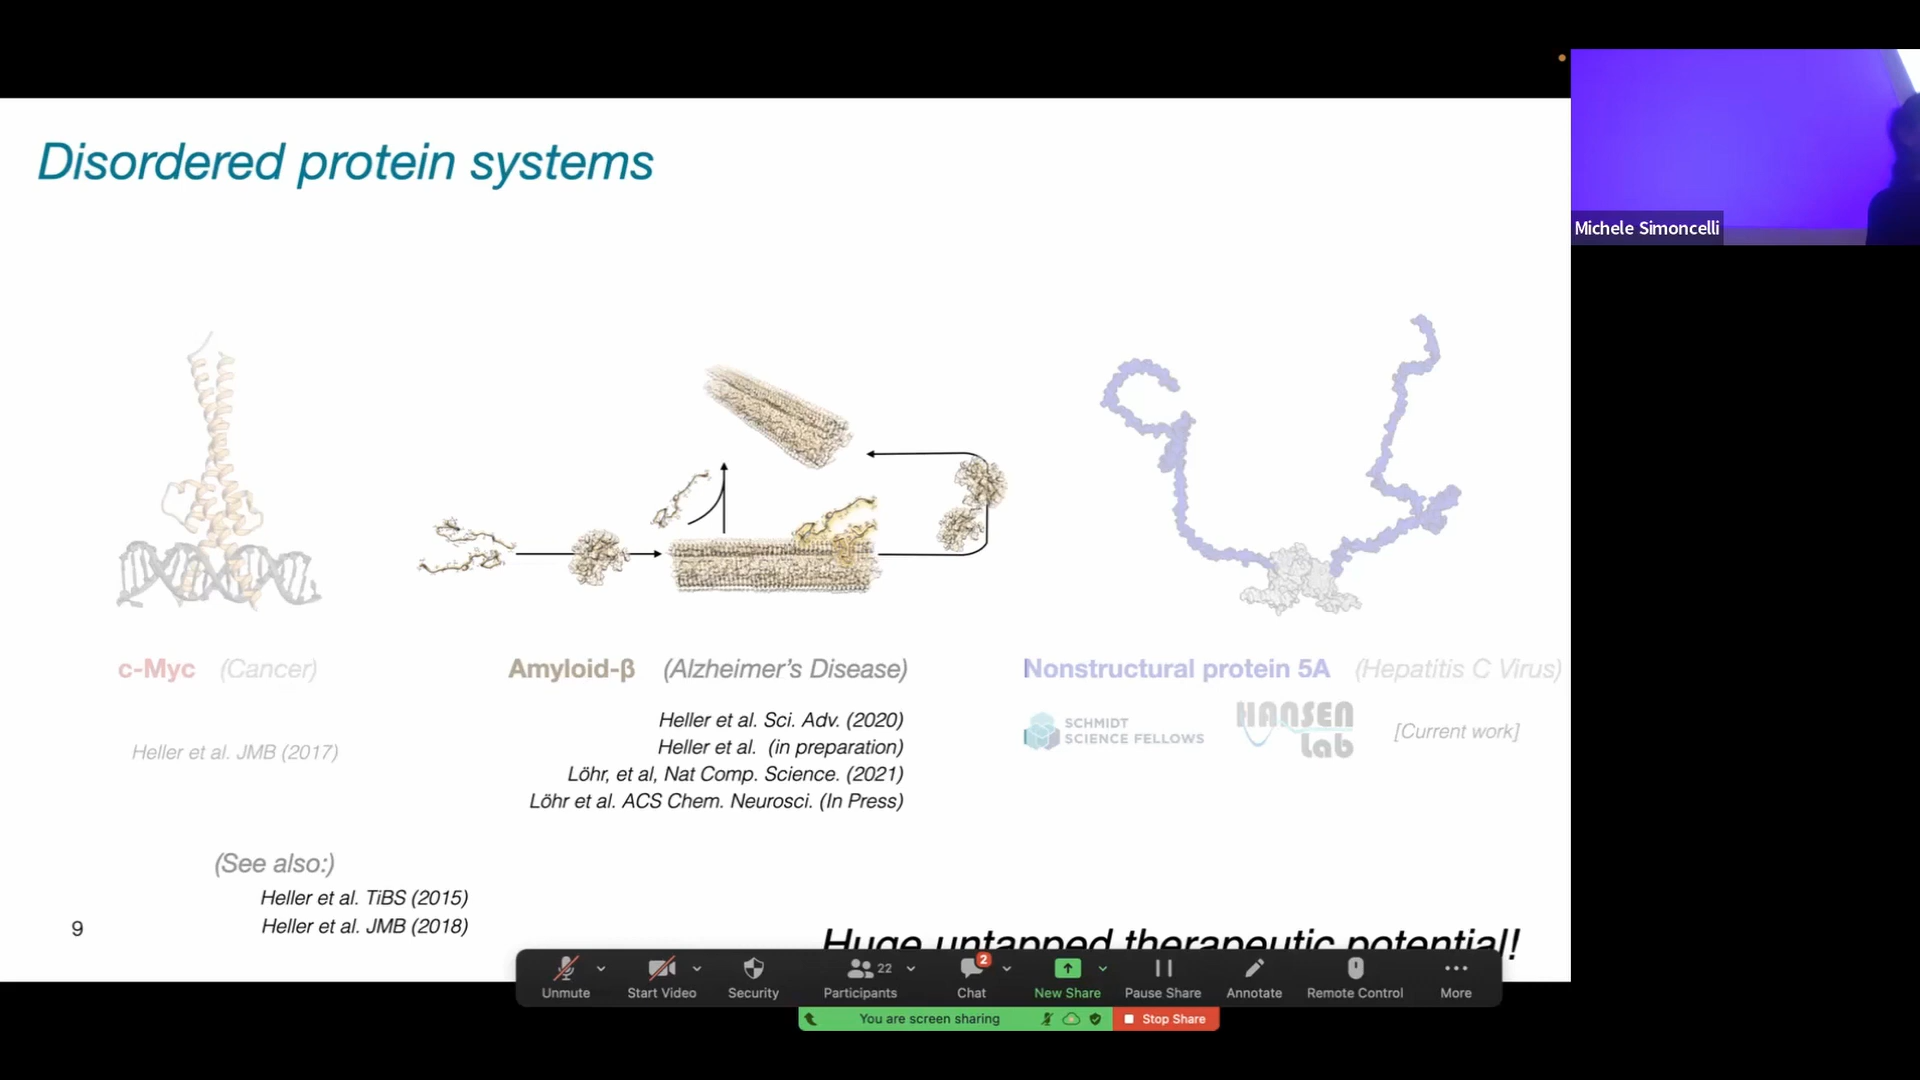 Disordered protein systems
Michele Simoncelli
c-Myc (Cancer)
Amyloid-β (Alzheimer's Disease)
Nonstructural protein 5A (Hepatitis C Virus)
Heller et al. JMB (2017)
Heller et al. Sci. Adv. (2020)
Heller et al. (in preparation)
Löhr, et al, Nat Comp. Science. (2021)
Löhr et al. ACS Chem. Neurosci. (In Press)
SCHMIDT
SCIENCE FELLOWS
HANSEN
Lab
[Current work]
(See also:)
Heller et al. TiBS (2015)
Heller et al. JMB (2018)
9
Huge untapped therapeutic potential!
Unmute
Start Video
Security
22
Participants
2
Chat
New Share
Pause Share
Annotate
Remote Control
More
You are screen sharing
Stop Share